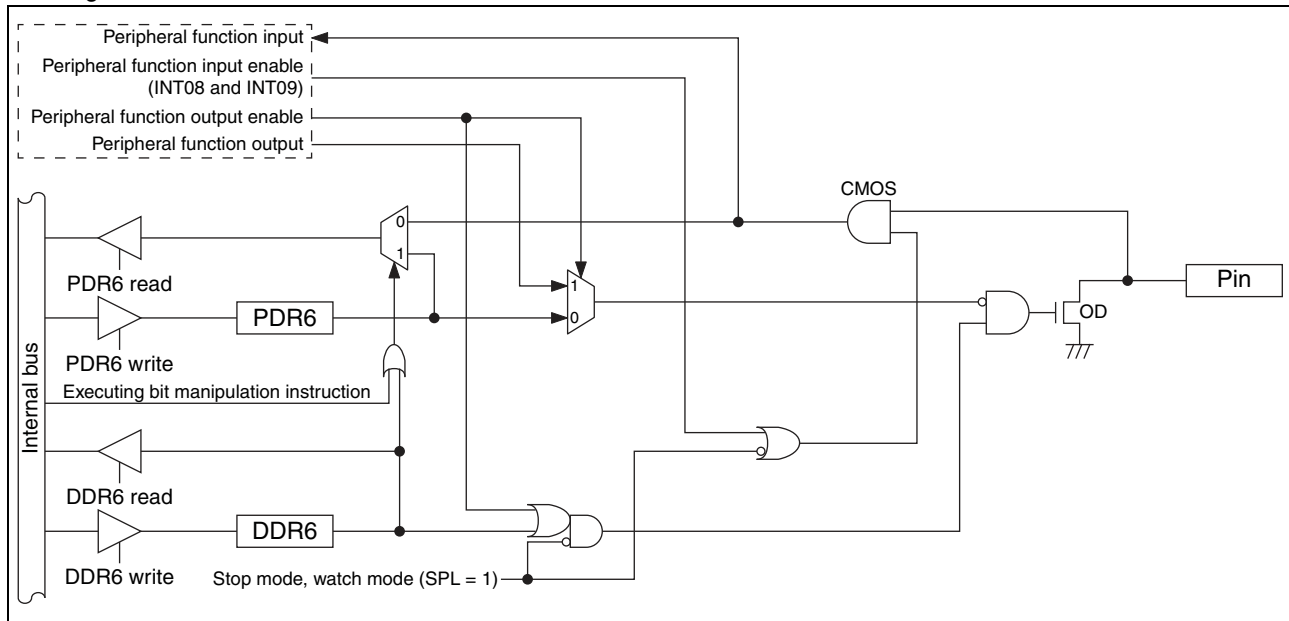 Peripheral function input
Peripheral function input enable
(INT08 and INT09)
Peripheral function output enable
Peripheral function output
CMOS
0
1
PDR6 read
1
0
Pin
OD
PDR6
PDR6 write
Executing bit manipulation instruction
Internal bus
DDR6 read
DDR6
DDR6 write
Stop mode, watch mode (SPL = 1)